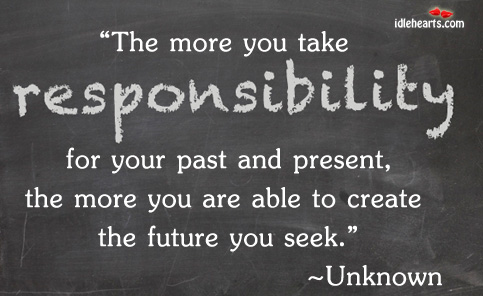 idlehearts.com
“The more you take
responsibility
for your past and present,
the more you are able to create
the future you seek.”
~Unknown